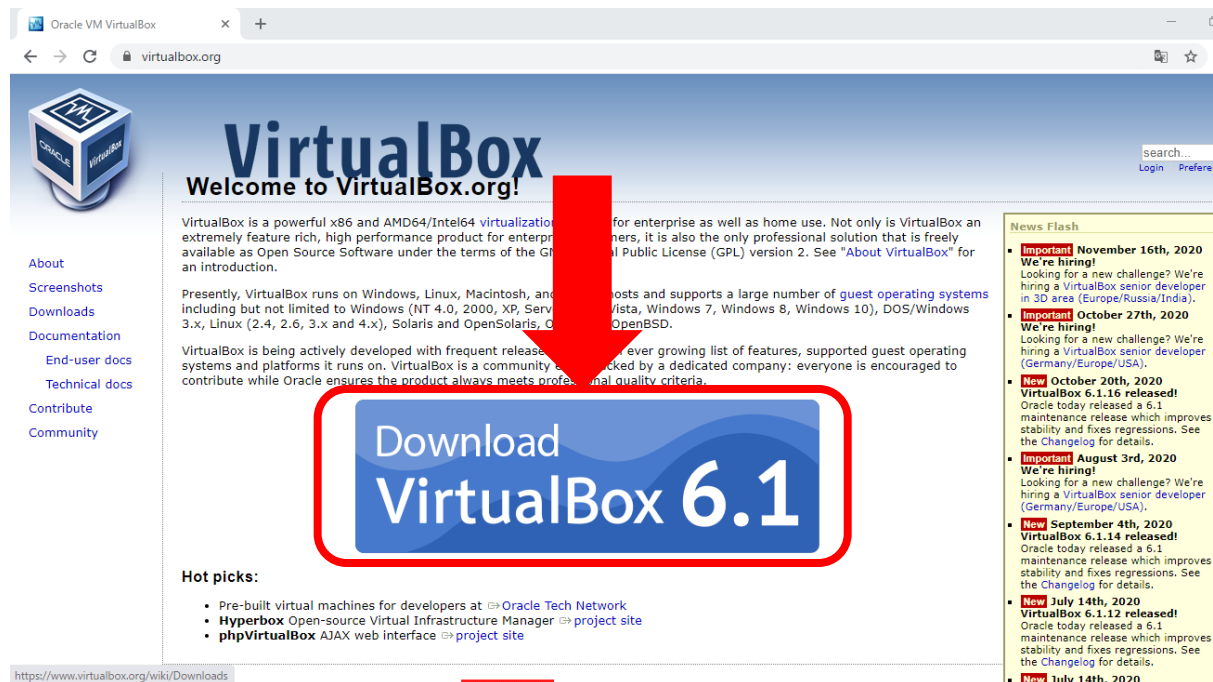 Oracle VM VirtualBox
virtualbox.org
ORACLE
VirtualBox
VirtualBox
search...
Login Prefere
Welcome to VirtualBox.org!
VirtualBox is a powerful x86 and AMD64/Intel64 virtualization for enterprise as well as home use. Not only is VirtualBox an
extremely feature rich, high performance product for enterpr mers, it is also the only professional solution that is freely
available as Open Source Software under the terms of the GN l Public License (GPL) version 2. See "About VirtualBox" for
an introduction.
Presently, VirtualBox runs on Windows, Linux, Macintosh, and osts and supports a large number of guest operating systems
including but not limited to Windows (NT 4.0, 2000, XP, Serv Vista, Windows 7, Windows 8, Windows 10), DOS/Windows
3.x, Linux (2.4, 2.6, 3.x and 4.x), Solaris and OpenSolaris, O OpenBSD.
VirtualBox is being actively developed with frequent release ever growing list of features, supported guest operating
systems and platforms it runs on. VirtualBox is a community e cked by a dedicated company: everyone is encouraged to
contribute while Oracle ensures the product always meets profes nal quality criteria.
About
Screenshots
Downloads
Documentation
End-user docs
Technical docs
Contribute
Community
Download
VirtualBox 6.1
Hot picks:
Pre-built virtual machines for developers at Oracle Tech Network
Hyperbox Open-source Virtual Infrastructure Manager project site
phpVirtualBox AJAX web interface project site
News Flash
Important November 16th, 2020
We're hiring!
Looking for a new challenge? We're
hiring a VirtualBox senior developer
in 3D area (Europe/Russia/India).
Important October 27th, 2020
We're hiring!
Looking for a new challenge? We're
hiring a VirtualBox senior developer
(Germany/Europe/USA).
New October 20th, 2020
VirtualBox 6.1.16 released!
Oracle today released a 6.1
maintenance release which improves
stability and fixes regressions. See
the Changelog for details.
Important August 3rd, 2020
We're hiring!
Looking for a new challenge? We're
hiring a VirtualBox senior developer
(Germany/Europe/USA).
New September 4th, 2020
VirtualBox 6.1.14 released!
Oracle today released a 6.1
maintenance release which improves
stability and fixes regressions. See
the Changelog for details.
New July 14th, 2020
VirtualBox 6.1.12 released!
Oracle today released a 6.1
maintenance release which improves
stability and fixes regressions. See
the Changelog for details.
New July 14th, 2020
https://www.virtualbox.org/wiki/Downloads